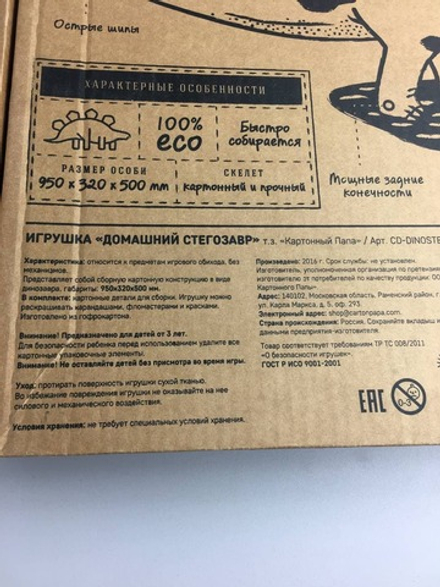 Острые шипы
ХАРАКТЕРНЫЕ ОСОБЕННОСТИ
100%
eco
Быстро
собирается
РАЗМЕР ОСОБИ
950 x 320 x 500 мм
СКЕЛЕТ
картонный и прочный
Мощные задние
конечности
ИГРУШКА «ДОМАШНИЙ СТЕГОЗАВР» т.з. «Картонный Папа» / Арт. CD-DINOSTE
Характеристика: относится к предметам игрового обихода, без
механизмов.
Представляет собой сборную картонную конструкцию в виде
динозавра, габариты: 950х320х500 мм.
В комплекте: картонные детали для сборки. Игрушку можно
раскрашивать карандашами, фломастерами и красками.
Изготовлено из гофрокартона.
Внимание! Предназначено для детей от 3 лет.
Для безопасности ребенка перед использованием удалите все
картонные упаковочные элементы.
Внимание! Не оставляйте детей без присмотра во время игры.
Уход: протирать поверхность игрушки сухой тканью.
Во избежание повреждения игрушки не оказывать на нее
силового и механического воздействия.
Условия хранения: не требует специальных условий хранения.
Произведено: 2016 г. Срок службы: не установлен.
Изготовитель, уполномоченная организация по претензиям
изготовителю от потребителей по качеству продукции: ОО
Адрес: 140102, Московская область, Раменский район, г
ул. Карла Маркса, д. 5, оф. 293.
Электронный адрес: shop@cartonpapa.com
Страна происхождения: Россия. Сохраняйте вкладыш и
данными предприятия-изготовителя.
Товар соответствует требованиям ТР ТС 008/2011
«О безопасности игрушек».
ГОСТ Р ИСО 9001-2001
EAC
0-3